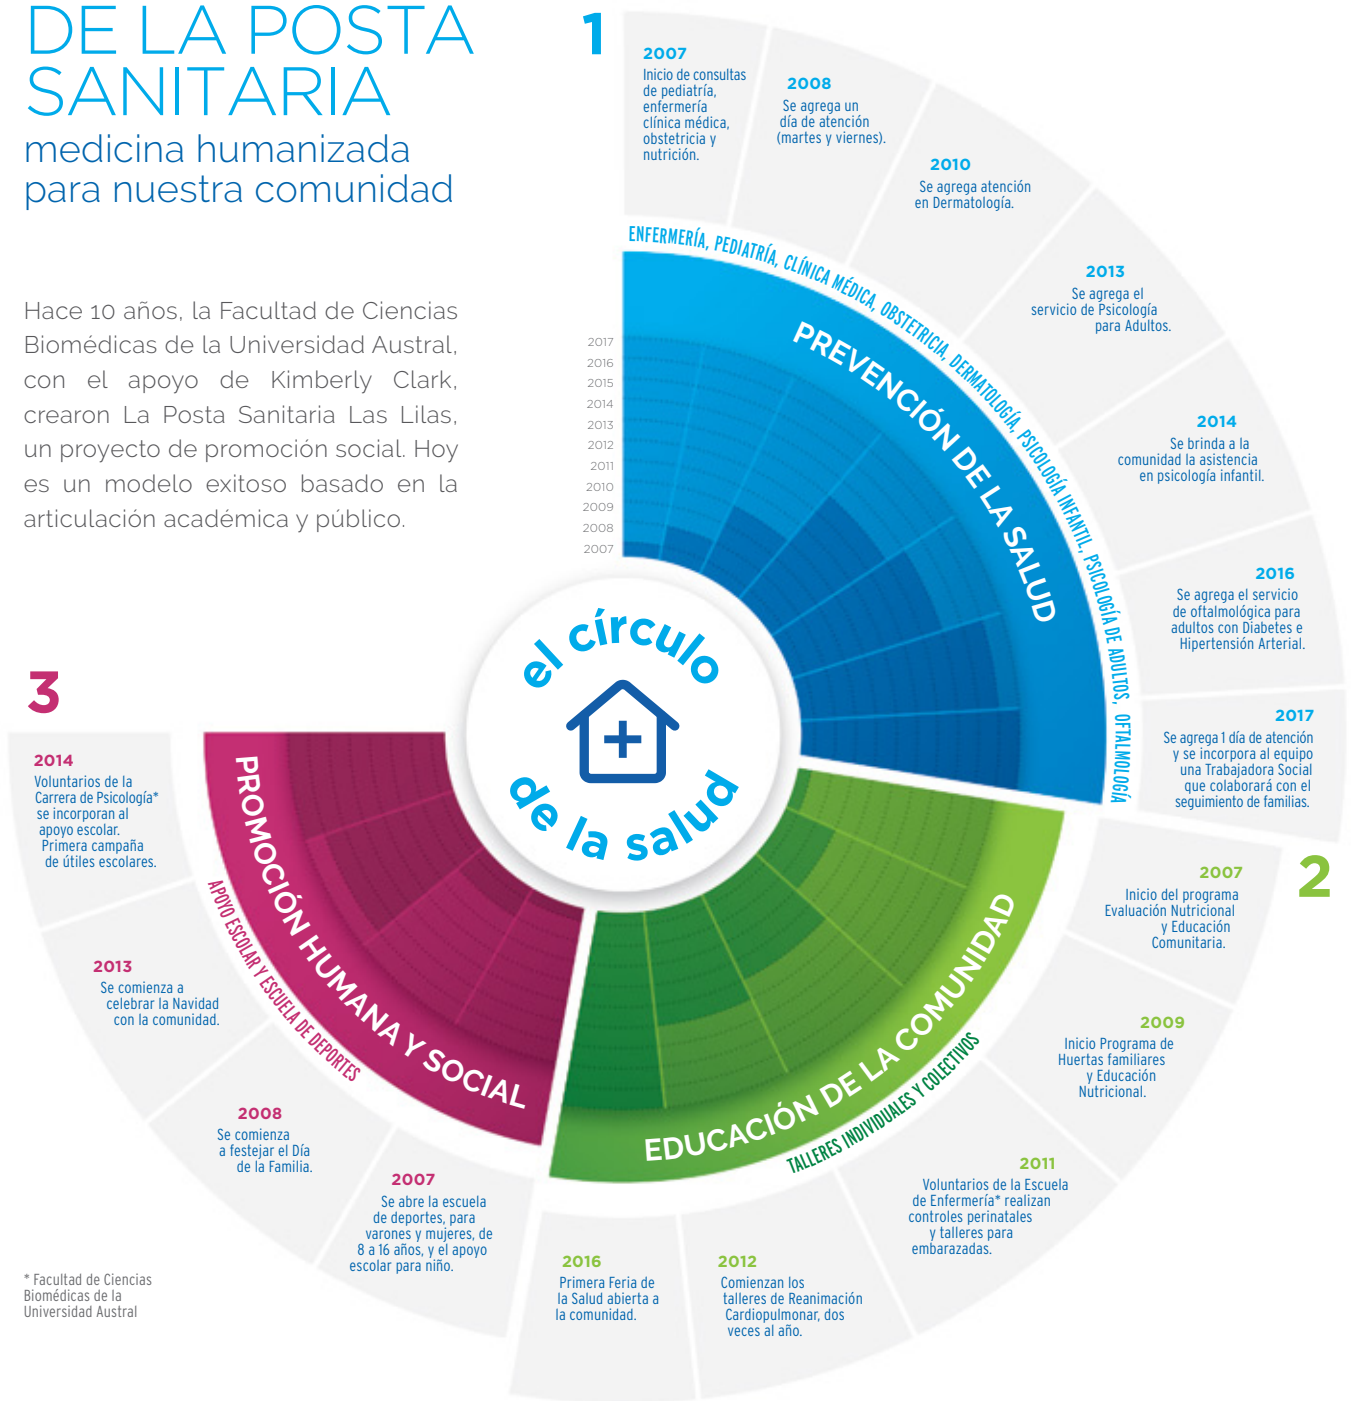 DE LA POSTA
SANITARIA
medicina humanizada
para nuestra comunidad
Hace 10 años, la Facultad de Ciencias
Biomédicas de la Universidad Austral,
con el apoyo de Kimberly Clark,
crearon La Posta Sanitaria Las Lilas,
un proyecto de promoción social. Hoy
es un modelo exitoso basado en la
articulación académica y público.
1
2007
Inicio de consultas
de pediatría,
enfermería
clínica médica,
obstetricia y
nutrición.
2008
Se agrega un
día de atención
(martes y viernes).
2010
Se agrega atención
en Dermatología.
2013
Se agrega el
servicio de Psicología
para Adultos.
2014
Se brinda a la
comunidad la asistencia
en psicología infantil.
2016
Se agrega el servicio
de oftalmológica para
adultos con Diabetes e
Hipertensión Arterial.
2017
Se agrega 1 día de atención
y se incorpora al equipo
una Trabajadora Social
que colaborará con el
seguimiento de familias.
ENFERMERÍA, PEDIATRÍA, CLÍNICA MÉDICA, OBSTETRICIA, DERMATOLOGÍA, PSICOLOGÍA INFANTIL, PSICOLOGÍA DE ADULTOS, OFTALMOLOGÍA
PREVENCIÓN DE LA SALUD
2017
2016
2015
2014
2013
2012
2011
2010
2009
2008
2007
el círculo
de la salud
2
2007
Inicio del programa
Evaluación Nutricional
y Educación
Comunitaria.
2009
Inicio Programa de
Huertas familiares
y Educación
Nutricional.
2011
Voluntarios de la Escuela
de Enfermería* realizan
controles perinatales
y talleres para
embarazadas.
2012
Comienzan los
talleres de Reanimación
Cardiopulmonar, dos
veces al año.
2016
Primera Feria de
la Salud abierta a
la comunidad.
EDUCACIÓN DE LA COMUNIDAD
TALLERES INDIVIDUALES Y COLECTIVOS
3
2014
Voluntarios de la
Carrera de Psicología*
se incorporan al
apoyo escolar.
Primera campaña
de útiles escolares.
2013
Se comienza a
celebrar la Navidad
con la comunidad.
2008
Se comienza
a festejar el Día
de la Familia.
2007
Se abre la escuela
de deportes, para
varones y mujeres, de
8 a 16 años, y el apoyo
escolar para niño.
PROMOCIÓN HUMANA Y SOCIAL
APOYO ESCOLAR Y ESCUELA DE DEPORTES
* Facultad de Ciencias
Biomédicas de la
Universidad Austral